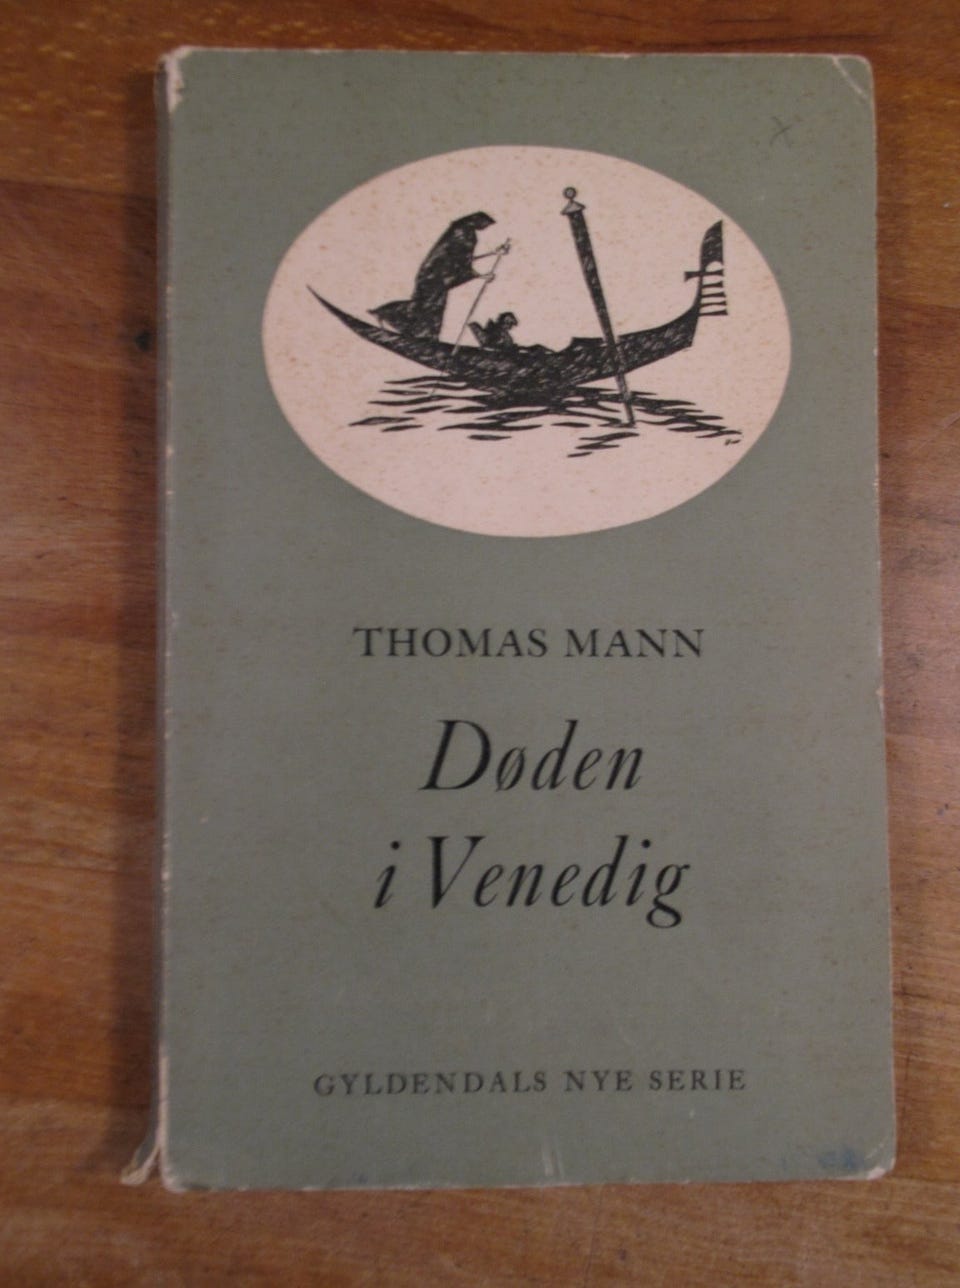 THOMAS MANN
Døden
i Venedig
GYLDENDALS NYE SERIE